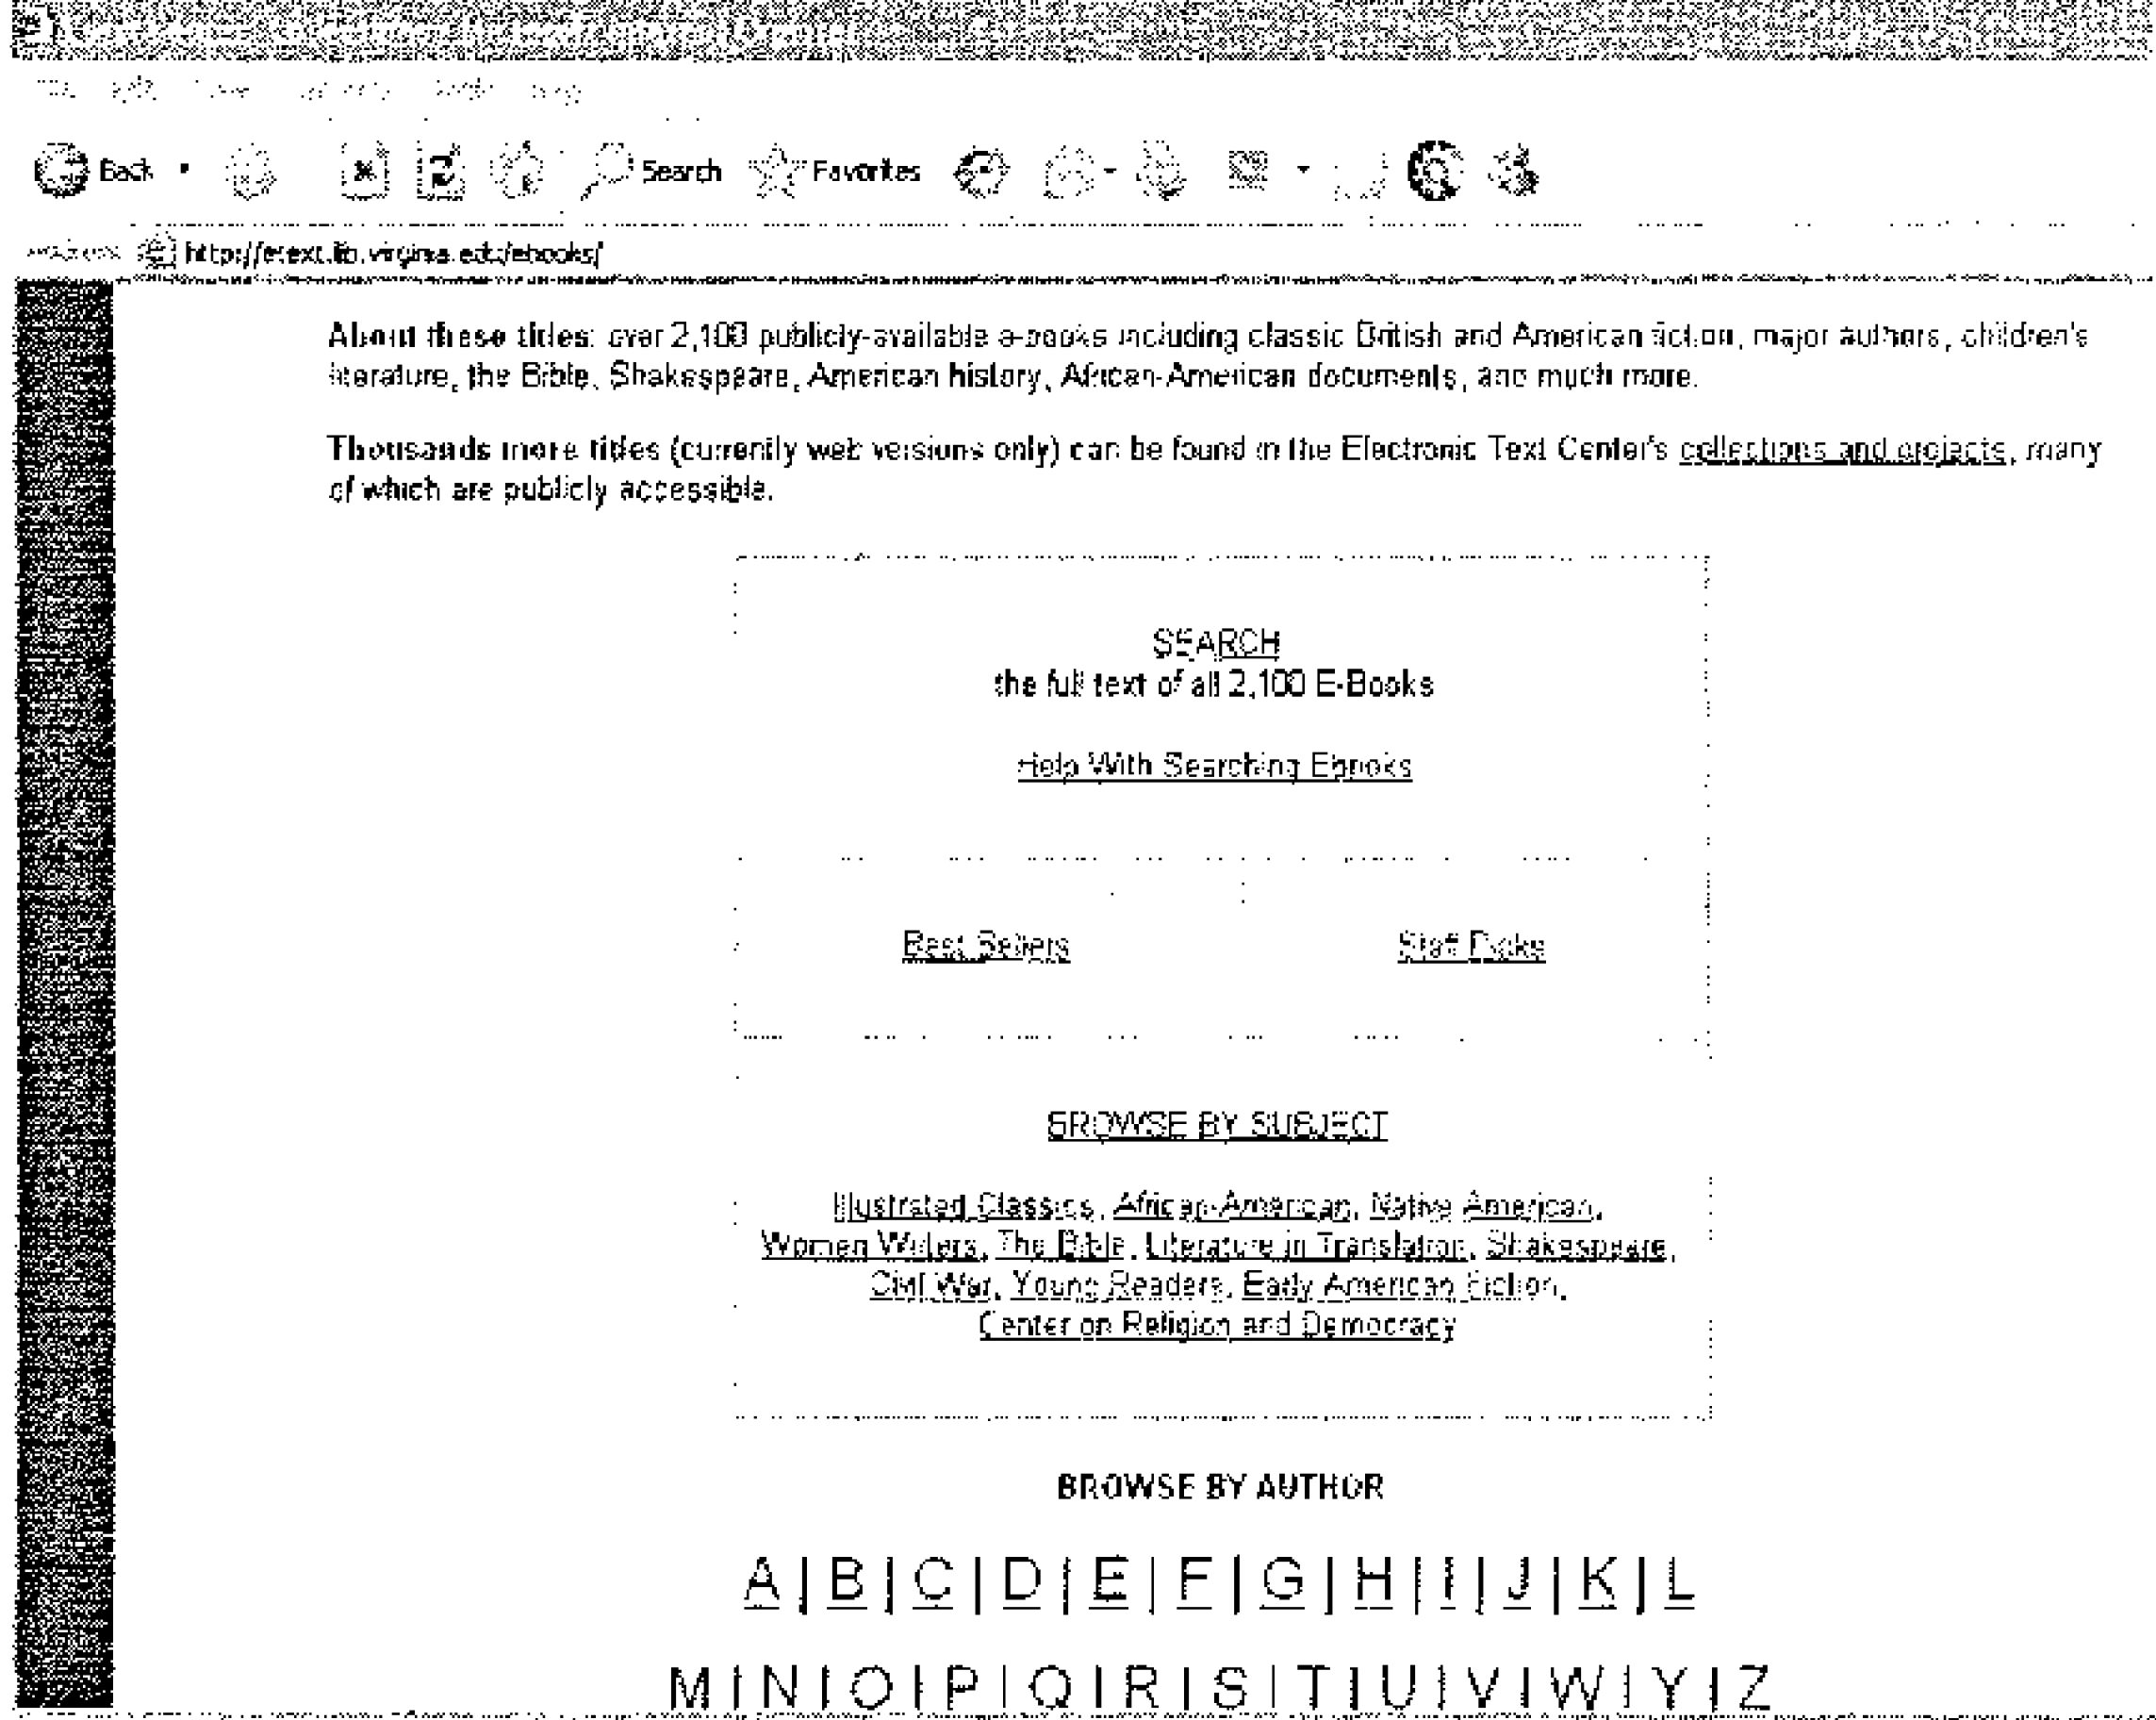 Back Search Favorites
http://etext.lib.virginia.edu/ebooks/
About these titles: over 2,100 publicly-available e-books including classic British and American fiction, major authors, children's
literature, the Bible, Shakespeare, American history, African-American documents, and much more.
Thousands more titles (currently web versions only) can be found in the Electronic Text Center's collections and projects, many
of which are publicly accessible.
SEARCH
the full text of all 2,100 E-Books
Help With Searching Ebooks
Best Sellers Staff Picks
BROWSE BY SUBJECT
Illustrated Classics, African-American, Native American,
Women Writers, The Bible, Literature in Translation, Shakespeare,
Civil War, Young Readers, Early American Fiction,
Center on Religion and Democracy
BROWSE BY AUTHOR
A | B | C | D | E | F | G | H | I | J | K | L
M | N | O | P | Q | R | S | T | U | V | W | Y | Z